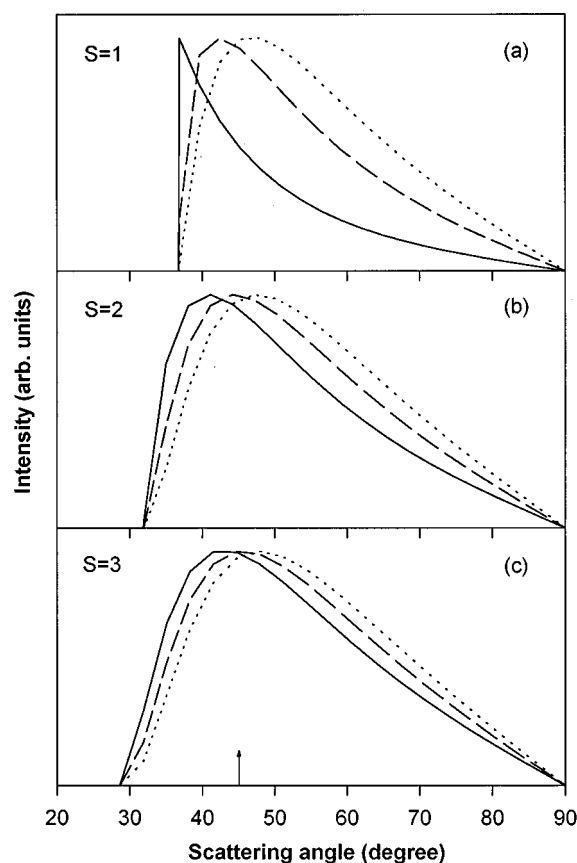 S=1
(a)
S=2
(b)
S=3
(c)
Intensity (arb. units)
20 30 40 50 60 70 80 90
Scattering angle (degree)